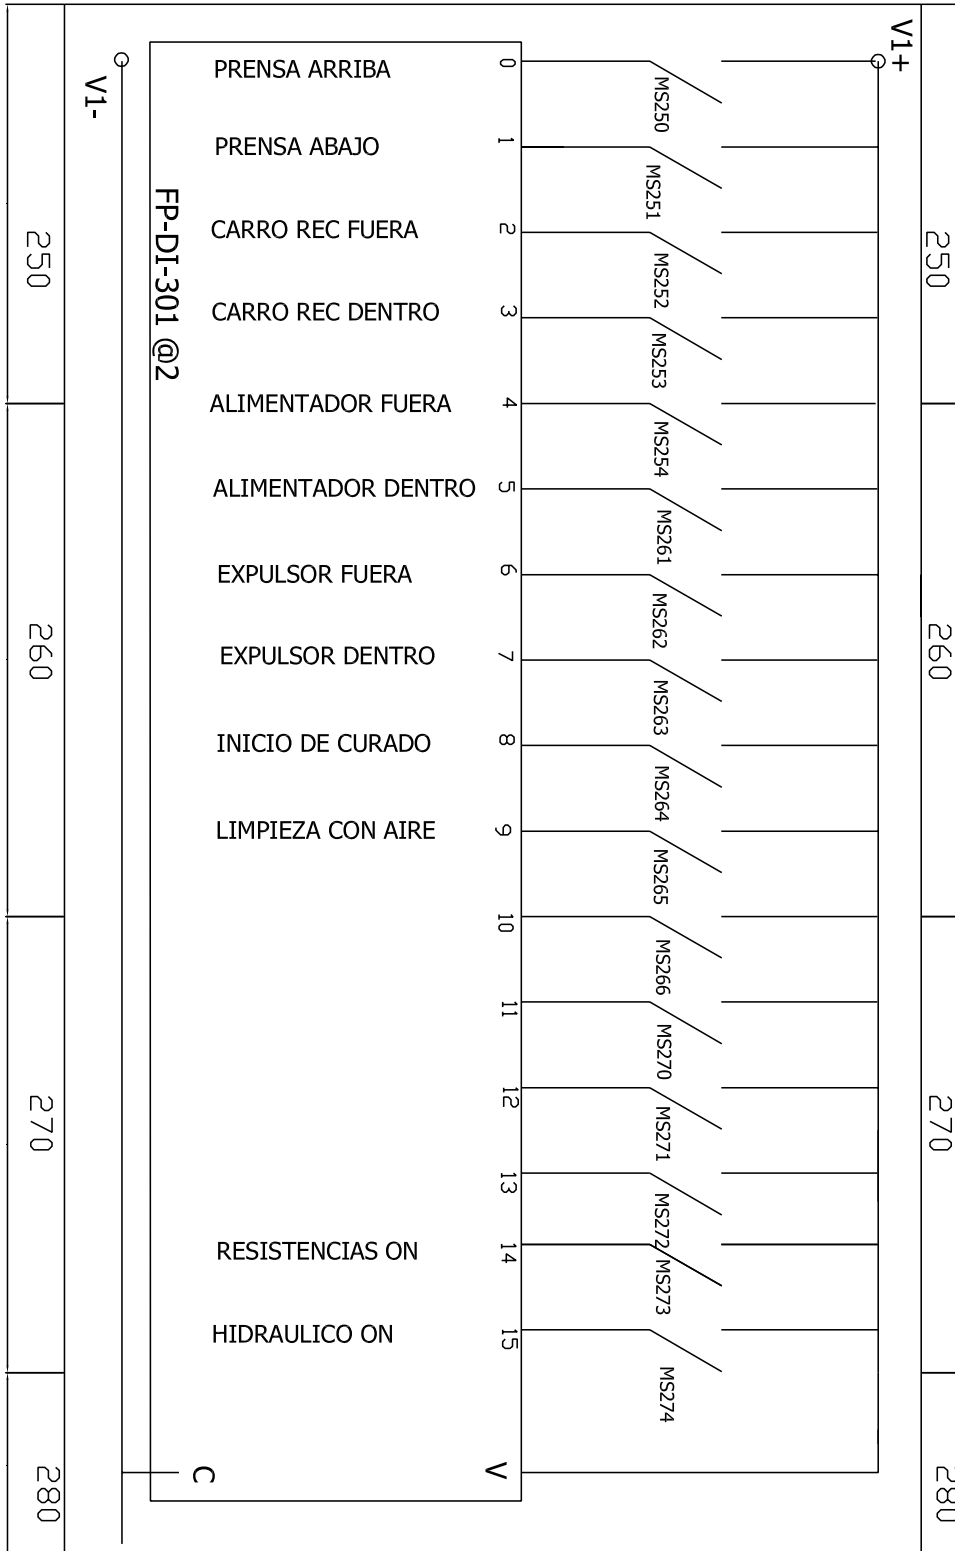 V1+
V1-
FP-DI-301 @2
PRENSA ARRIBA
0
MS250
PRENSA ABAJO
1
MS251
CARRO REC FUERA
2
MS252
CARRO REC DENTRO
3
MS253
ALIMENTADOR FUERA
4
MS254
ALIMENTADOR DENTRO
5
MS261
EXPULSOR FUERA
6
MS262
EXPULSOR DENTRO
7
MS263
INICIO DE CURADO
8
MS264
LIMPIEZA CON AIRE
9
MS265
10
MS266
11
MS270
12
MS271
13
MS272
RESISTENCIAS ON
14
MS273
HIDRAULICO ON
15
MS274
C
V
250
260
270
280
250
260
270
280